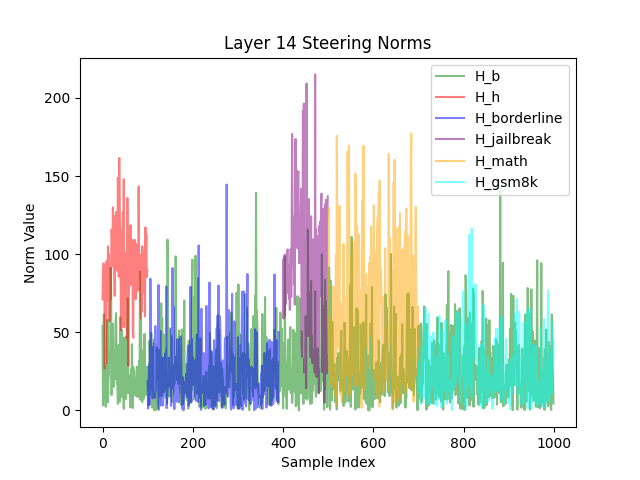 Layer 14 Steering Norms
H_b
H_h
H_borderline
H_jailbreak
H_math
H_gsm8k
Norm Value
200
150
100
50
0
0 200 400 600 800 1000
Sample Index